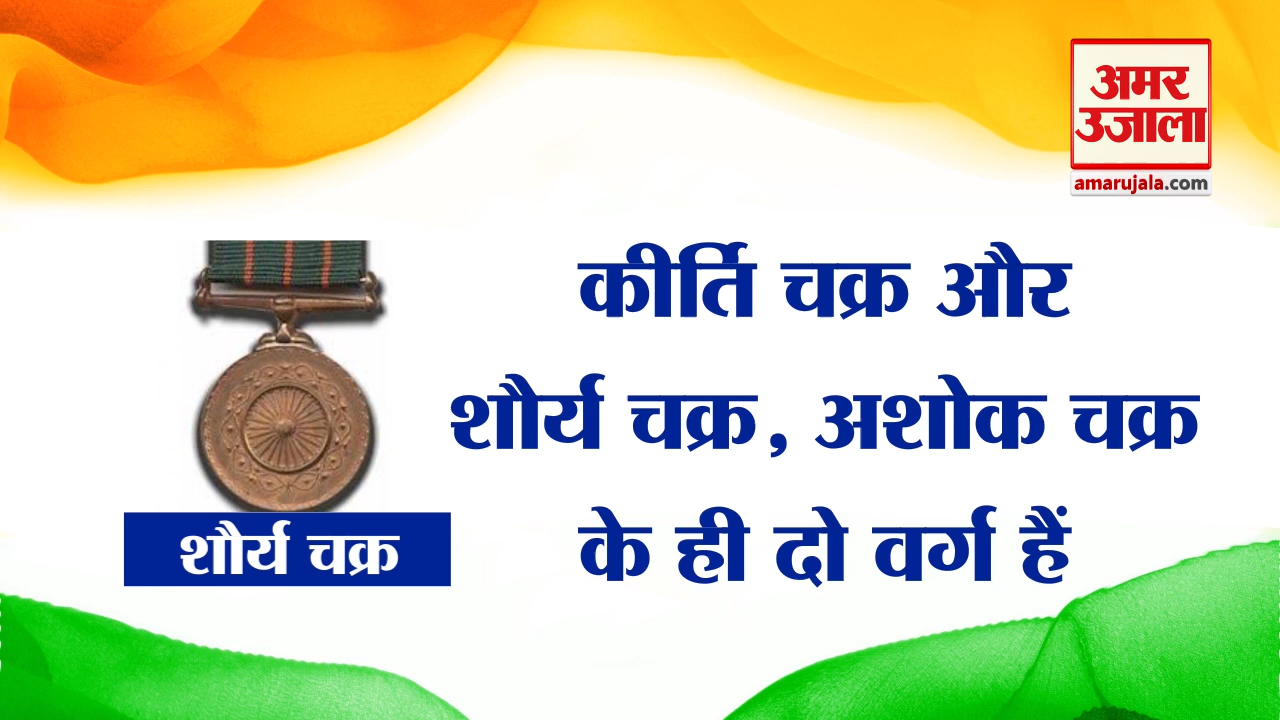 अमर
उजाला
amarujala.com
कीर्ति चक्र और
शौर्य चक्र, अशोक चक्र
के ही दो वर्ग हैं
शौर्य चक्र